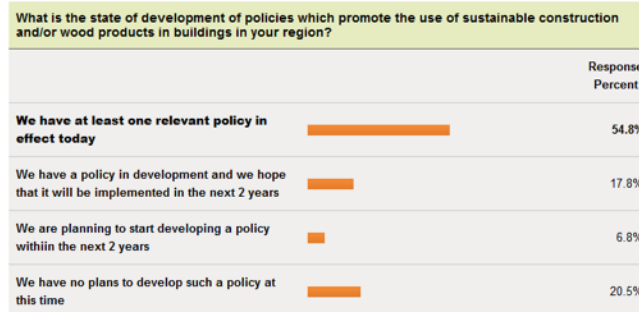 What is the state of development of policies which promote the use of sustainable construction
and/or wood products in buildings in your region?
Response
Percent
We have at least one relevant policy in
effect today
54.8%
We have a policy in development and we hope
that it will be implemented in the next 2 years
17.8%
We are planning to start developing a policy
withiin the next 2 years
6.8%
We have no plans to develop such a policy at
this time
20.5%